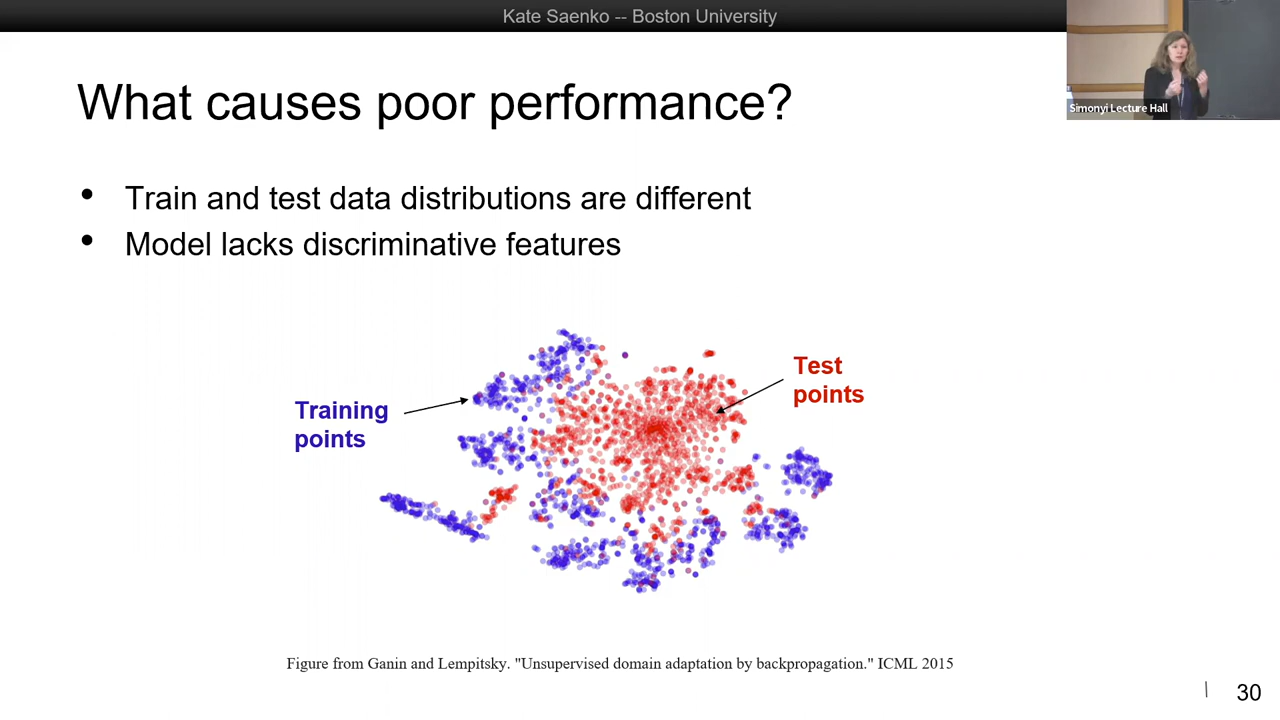 Kate Saenko -- Boston University
Simonyi Lecture Hall
What causes poor performance?
• Train and test data distributions are different
• Model lacks discriminative features
Test
points
Training
points
Figure from Ganin and Lempitsky. "Unsupervised domain adaptation by backpropagation." ICML 2015
30